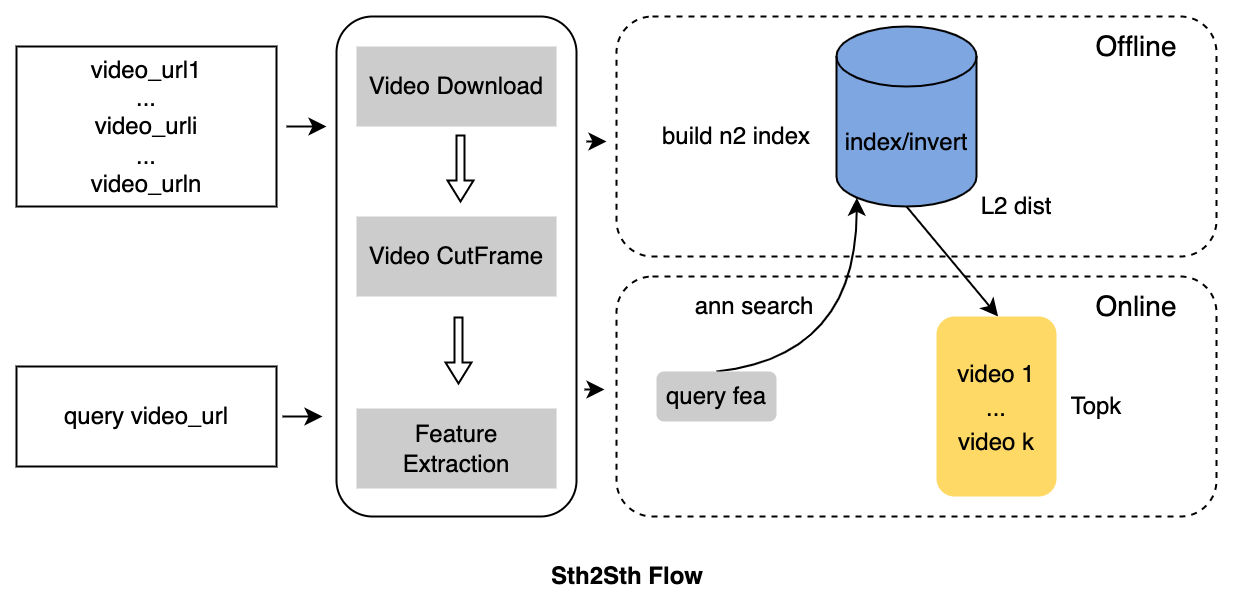 video_url1
...
video_urli
...
video_urln
query video_url
Video Download
Video CutFrame
Feature
Extraction
Offline
build n2 index
index/invert
L2 dist
Online
ann search
query fea
video 1
...
video k
Topk
Sth2Sth Flow